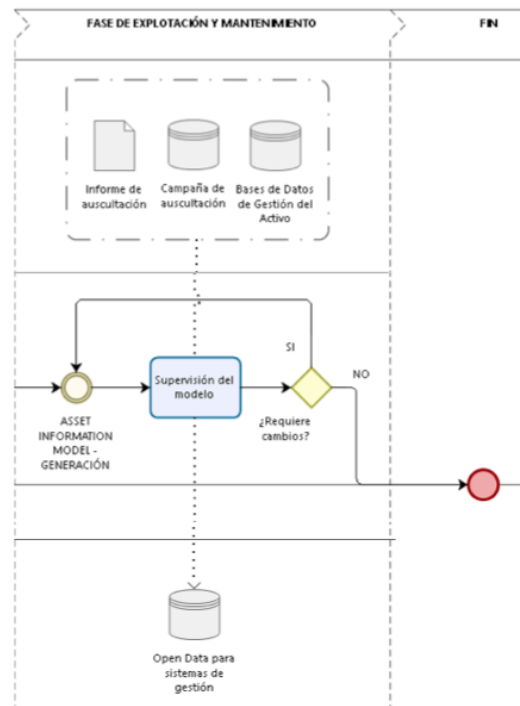 FASE DE EXPLOTACIÓN Y MANTENIMIENTO
FIN
Informe de
auscultación
Campaña de
auscultación
Bases de Datos
de Gestión del
Activo
SI
NO
Supervisión del
modelo
¿Requiere
cambios?
ASSET
INFORMATION
MODEL -
GENERACIÓN
Open Data para
sistemas de
gestión